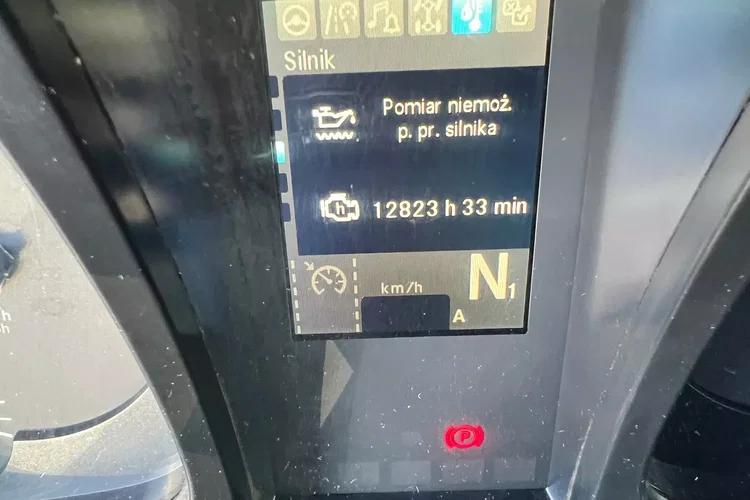 Silnik
Pomiar niemoż.
p. pr. silnika
h
12823 h 33 min
km/h
N1
A
P